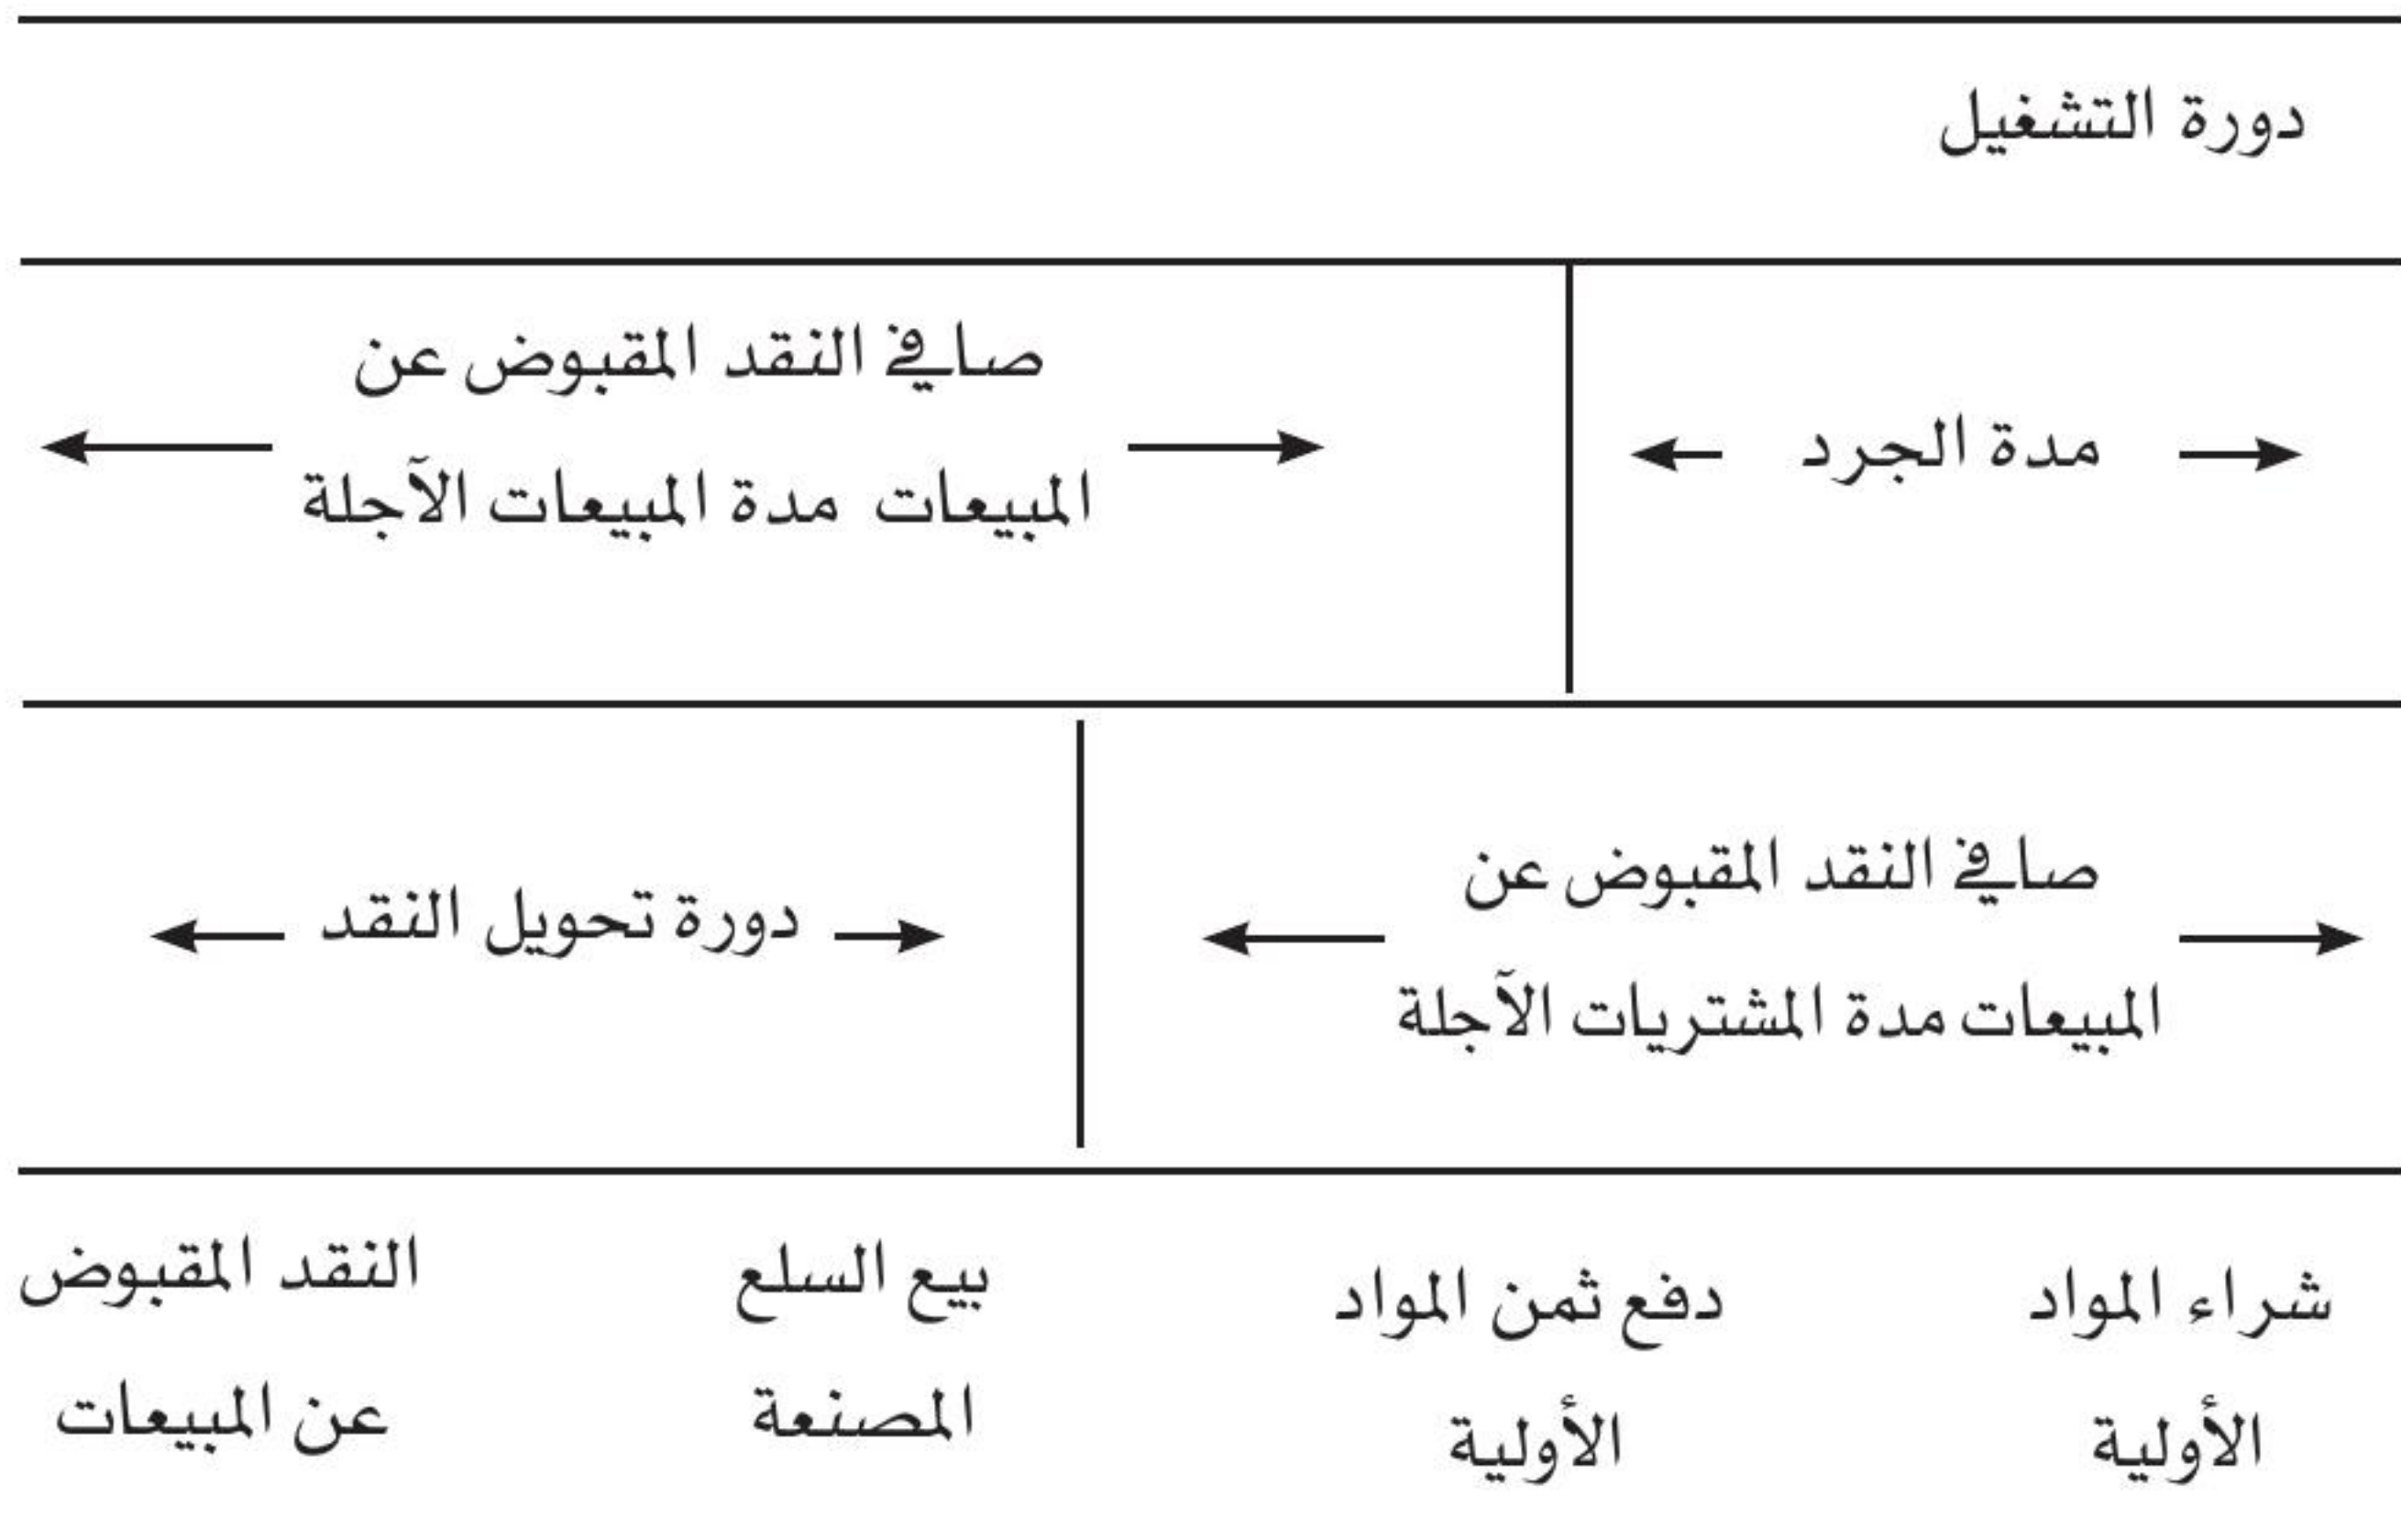 دورة التشغيل
مدة الجرد
صافي النقد المقبوض عن
المبيعات مدة المبيعات الآجلة
صافي النقد المقبوض عن
المبيعات مدة المشتريات الآجلة
دورة تحويل النقد
شراء المواد
الأولية
دفع ثمن المواد
الأولية
بيع السلع
المصنعة
النقد المقبوض
عن المبيعات